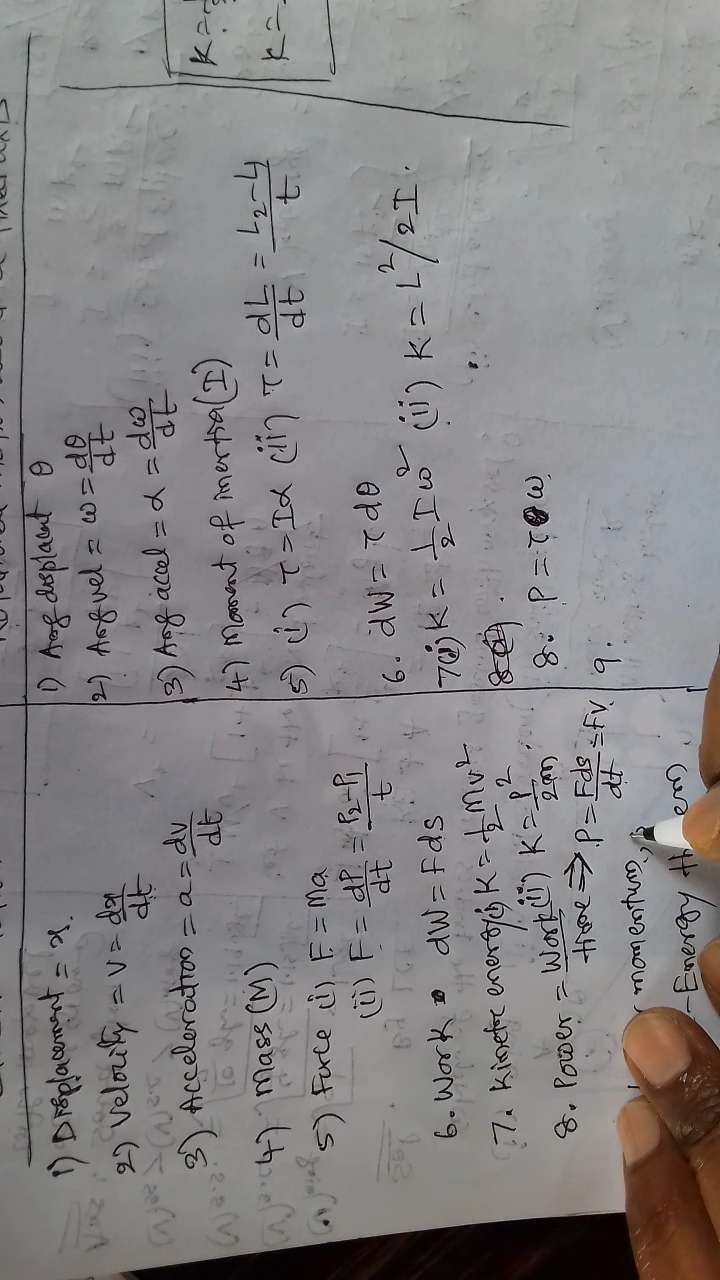 1) Displacement = x.
2) Velocity = v = dx/dt
3) Acceleration = a = dv/dt
4) Mass (M)
5) Force (i) F = Ma
(ii) F = dP/dt = P2-P1/t
6. Work dW = Fds
7. Kinetic energy (i) K = 1/2 Mv²
(ii) K = P²/2m
8. Power = Work/time ⇒ P = Fds/dt = FV
momentum
-Energy
1) Ang displacent θ
2) Ang vel = ω = dθ/dt
3) Ang accel = α = dω/dt
4) Moment of inertia (I)
5) (i) τ = Iα (ii) τ = dL/dt = L2-L1/t
6. dW = τ dθ
7(i) K = 1/2 Iω² (ii) K = L²/2I.
8. P = τ ω.
9.
K =
K =